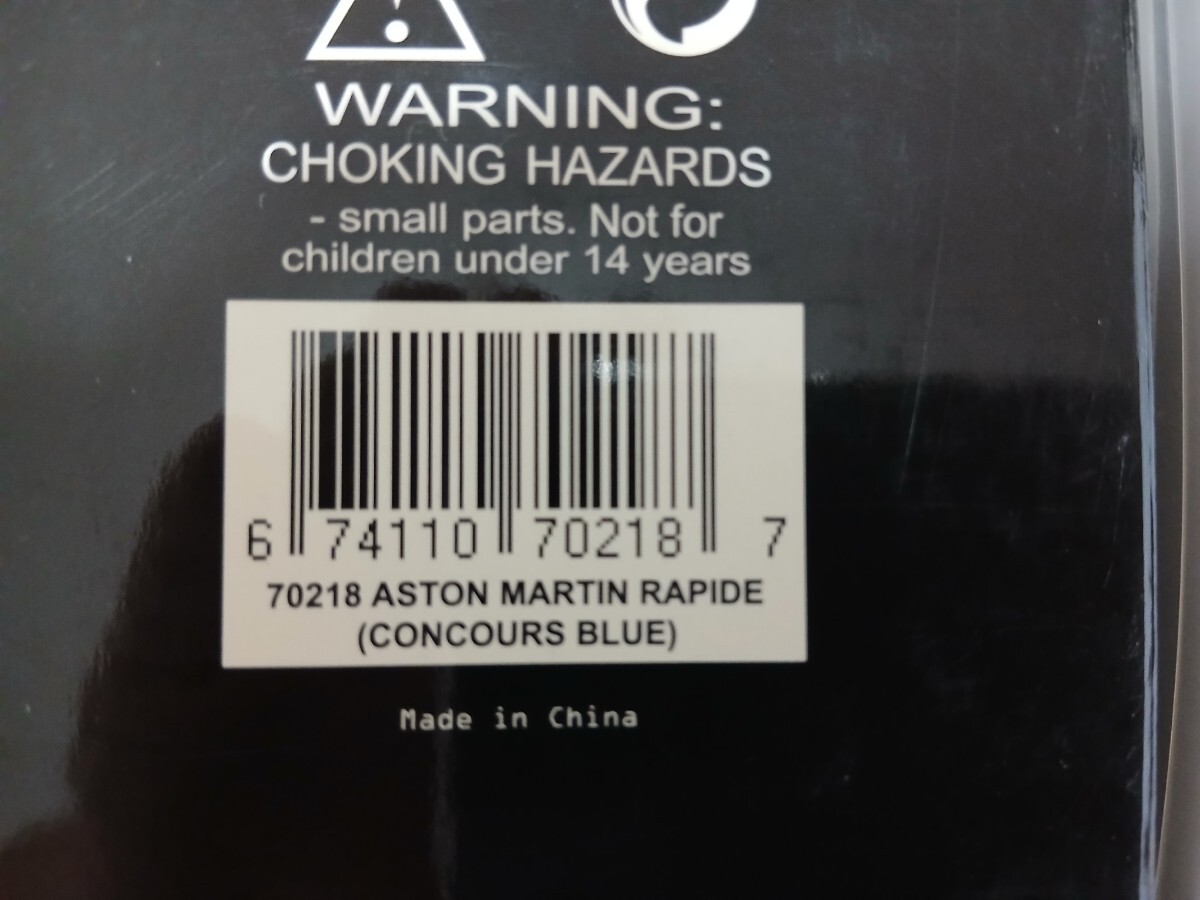 WARNING:
CHOKING HAZARDS
- small parts. Not for
children under 14 years
6 74110 70218 7
70218 ASTON MARTIN RAPIDE
(CONCOURS BLUE)
Made in China